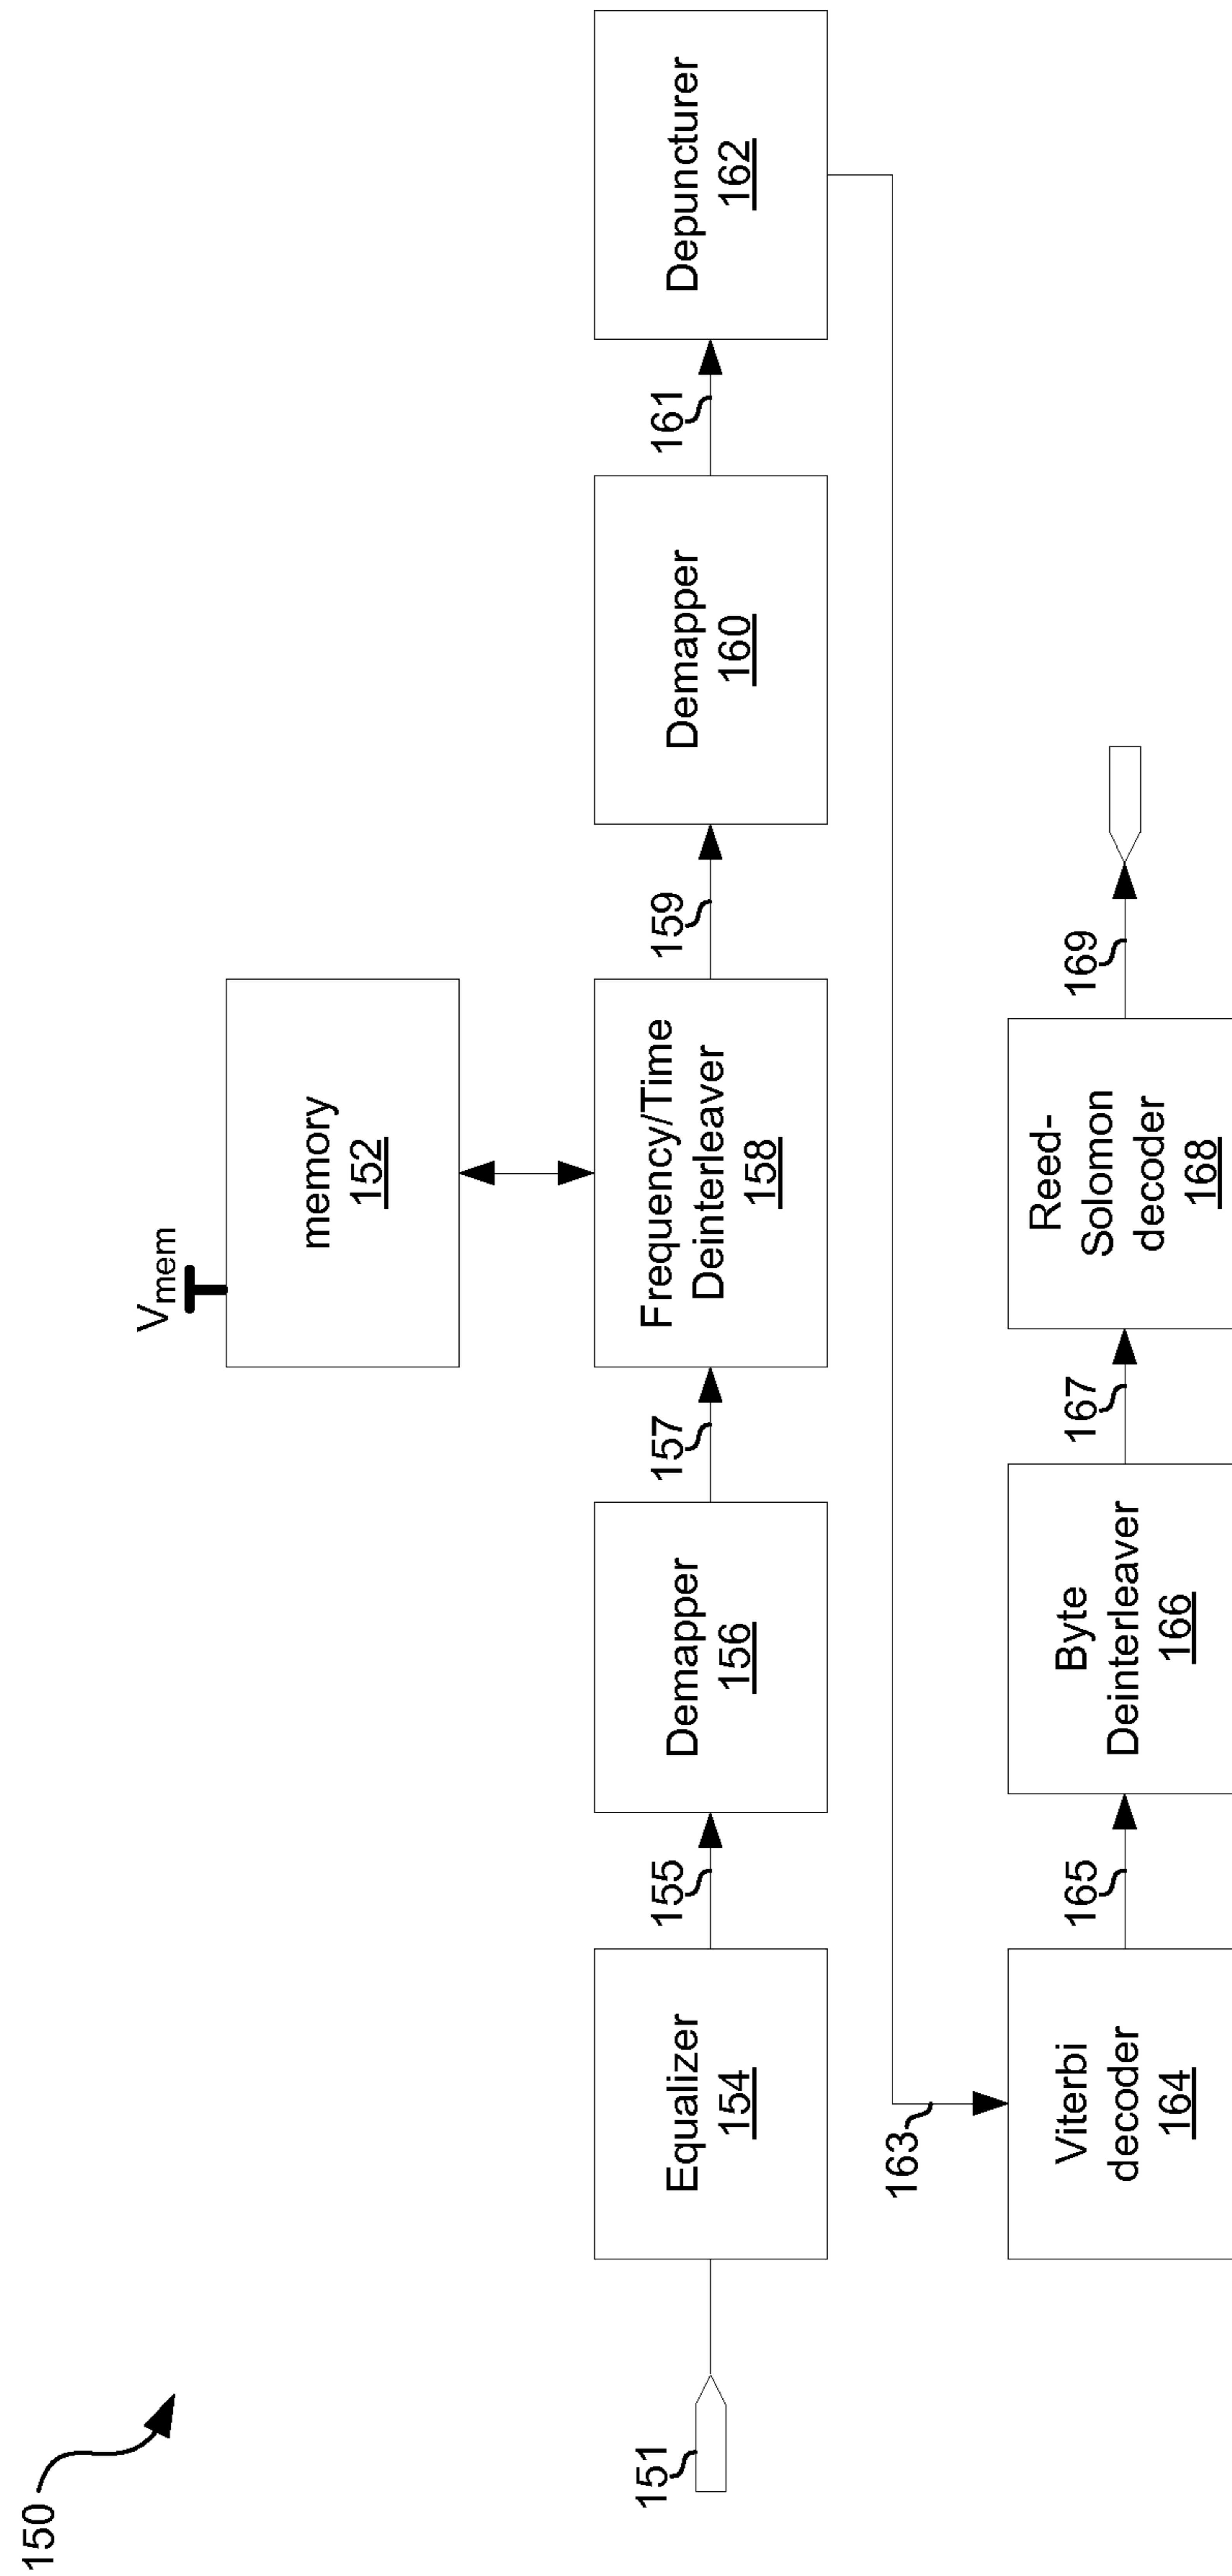 150
V mem
memory
152
151
Equalizer
154
155
Demapper
156
157
Frequency/Time
Deinterleaver
158
159
Demapper
160
161
Depuncturer
162
163
Viterbi
decoder
164
165
Byte
Deinterleaver
166
167
Reed-
Solomon
decoder
168
169